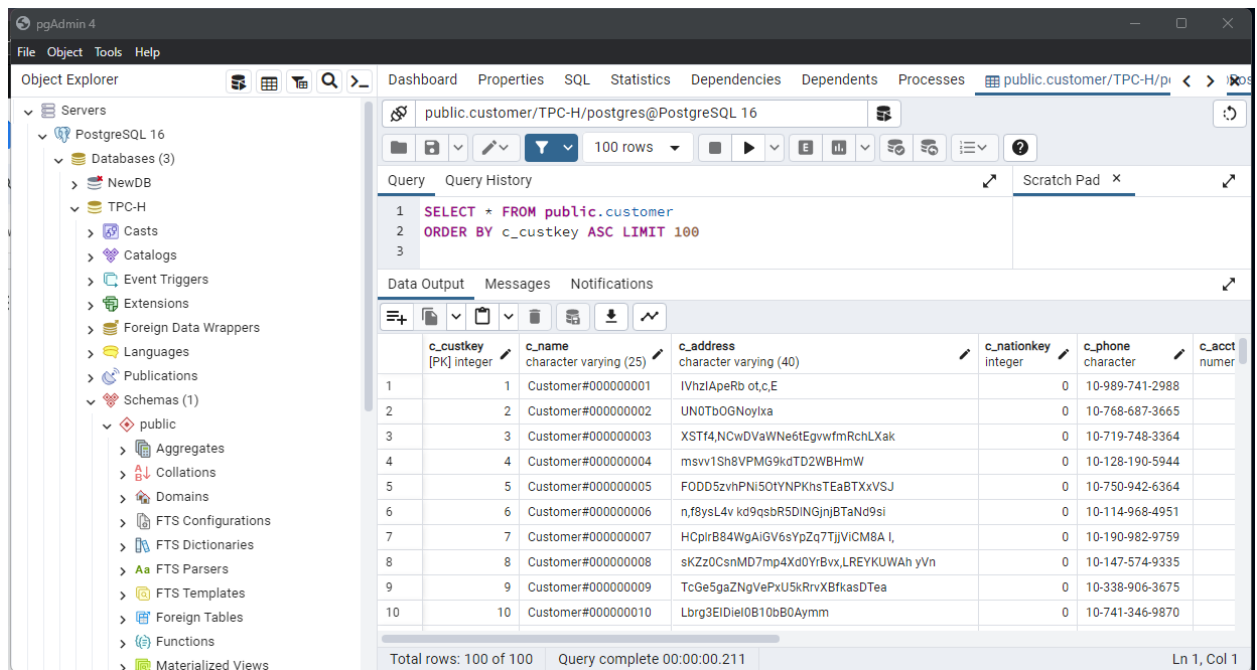 pgAdmin 4
File Object Tools Help
Object Explorer
Servers
PostgreSQL 16
Databases (3)
NewDB
TPC-H
Casts
Catalogs
Event Triggers
Extensions
Foreign Data Wrappers
Languages
Publications
Schemas (1)
public
Aggregates
Collations
Domains
FTS Configurations
FTS Dictionaries
Aa FTS Parsers
FTS Templates
Foreign Tables
Functions
Materialized Views
Dashboard Properties SQL Statistics Dependencies Dependents Processes public.customer/TPC-H/p
public.customer/TPC-H/postgres@PostgreSQL 16
100 rows
E
Query Query History
Scratch Pad
1 SELECT * FROM public.customer
2 ORDER BY c_custkey ASC LIMIT 100
3
Data Output Messages Notifications
c_custkey c_name c_address c_nationkey c_phone c_acct
[PK] integer character varying (25) character varying (40) integer character numer
1 1 Customer#000000001 IVhzIApeRb ot,c,E 0 10-989-741-2988
2 2 Customer#000000002 0 10-768-687-3665
3 3 Customer#000000003 XSTf4,NCwDVaWNe6tEgvwfmRchLXak 0 10-719-748-3364
4 4 Customer#000000004 msvv1Sh8VPMG9kdTD2WBHmW 0 10-128-190-5944
5 5 Customer#000000005 0 10-750-942-6364
6 6 Customer#000000006 0 10-114-968-4951
7 7 Customer#000000007 0 10-190-982-9759
8 8 Customer#000000008 0 10-147-574-9335
9 9 Customer#000000009 TcGe5gaZNgVePxU5kRrvXBfkasDTea 0 10-338-906-3675
10 10 Customer#000000010 0 10-741-346-9870
Total rows: 100 of 100 Query complete 00:00:00.211 Ln 1, Col 1